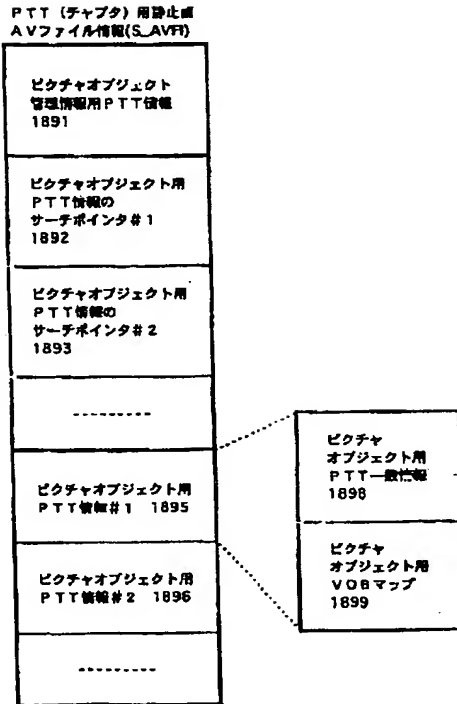 PTT (チャプタ) 用静止画
AVファイル情報(S_AVFI)
ピクチャオブジェクト
管理情報用PTT情報
1891
ピクチャオブジェクト用
PTT情報の
サーチポインタ#1
1892
ピクチャオブジェクト用
PTT情報の
サーチポインタ#2
1893
---------
ピクチャオブジェクト用
PTT情報#1 1895
ピクチャオブジェクト用
PTT情報#2 1896
---------
ピクチャ
オブジェクト用
PTT一般情報
1898
ピクチャ
オブジェクト用
VOBマップ
1899